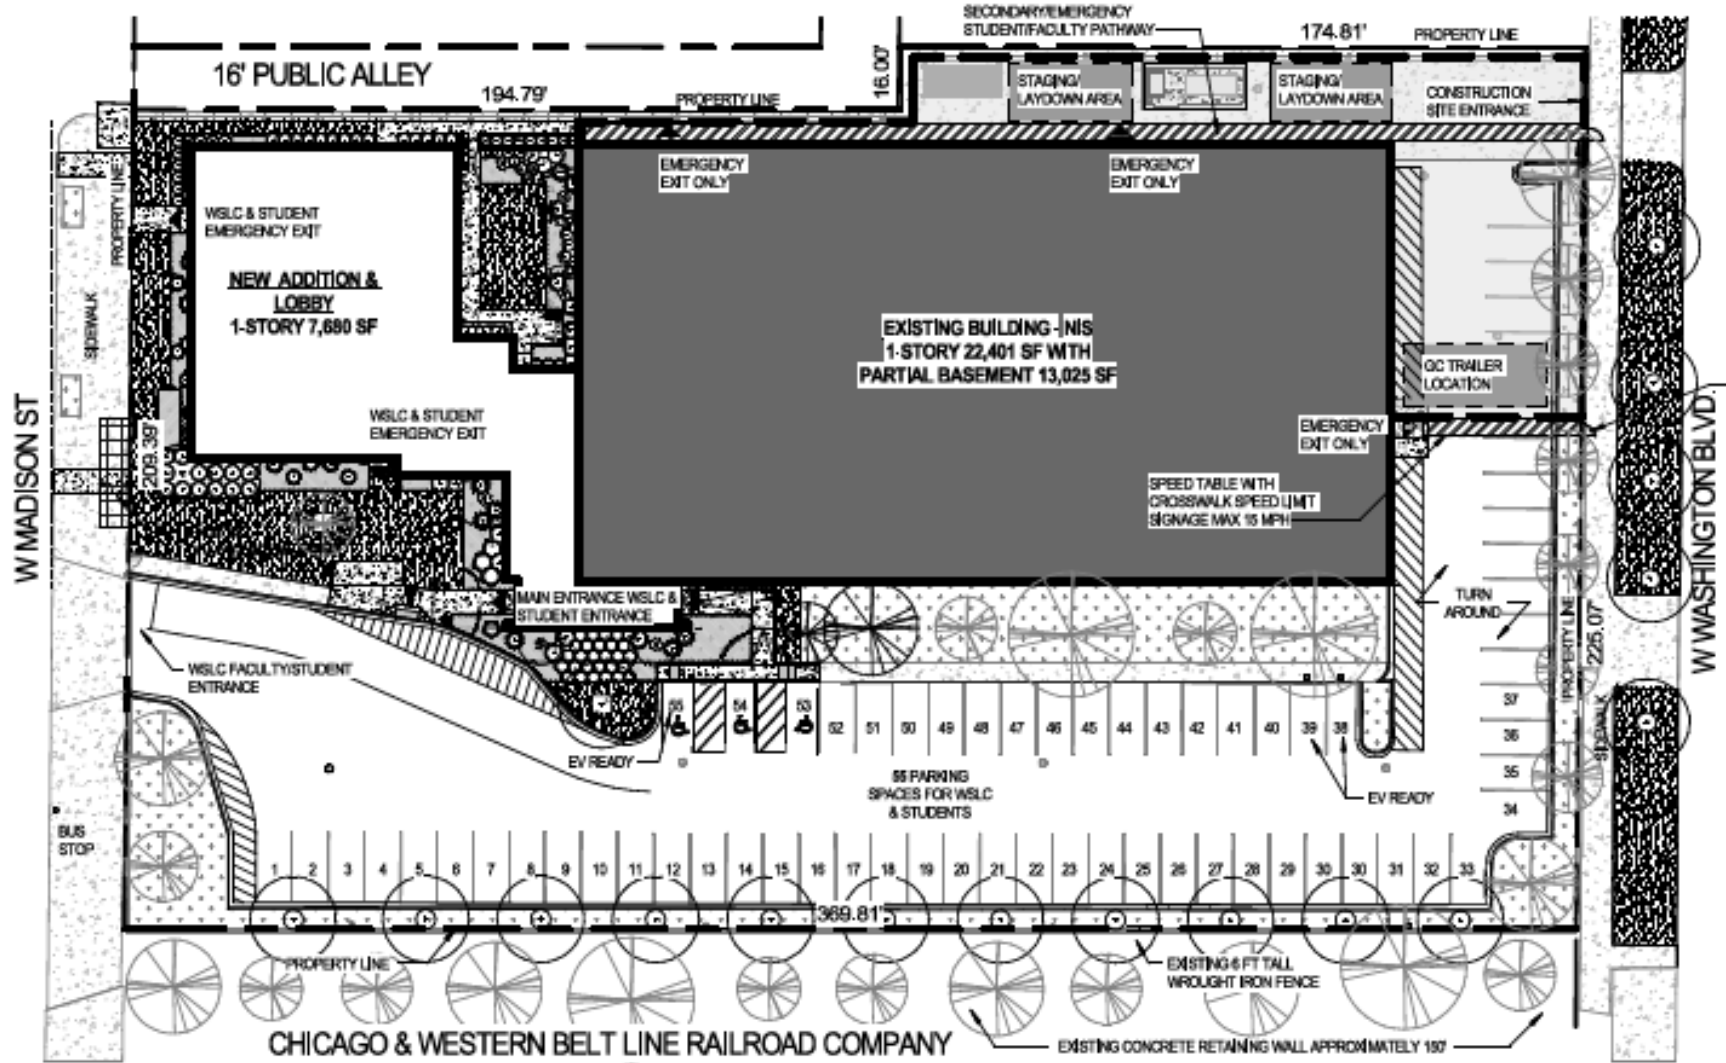 SECONDARY/EMERGENCY
STUDENT/FACULTY PATHWAY
174.81'
PROPERTY LINE
16' PUBLIC ALLEY
194.79'
PROPERTY LINE
16.00'
STAGING/
LAYDOWN AREA
STAGING/
LAYDOWN AREA
CONSTRUCTION
SITE ENTRANCE
EMERGENCY
EXIT ONLY
EMERGENCY
EXIT ONLY
PROPERTY LINE
WSLC & STUDENT
EMERGENCY EXIT
NEW ADDITION &
LOBBY
1-STORY 7,680 SF
SIDEWALK
EXISTING BUILDING - NIS
1-STORY 22,401 SF WITH
PARTIAL BASEMENT 13,025 SF
GC TRAILER
LOCATION
WSLC & STUDENT
EMERGENCY EXIT
EMERGENCY
EXIT ONLY
209.39'
W MADISON ST
W WASHINGTON BLVD.
SPEED TABLE WITH
CROSSWALK SPEED LIMIT
SIGNAGE MAX 15 MPH
MAIN ENTRANCE WSLC &
STUDENT ENTRANCE
TURN
AROUND
PROPERTY LINE
225.07'
WSLC FACULTY/STUDENT
ENTRANCE
SIDEWALK
55 54 53 52 51 50 49 48 47 46 45 44 43 42 41 40 39 38
37
36
35
34
EV READY
55 PARKING
SPACES FOR WSLC
& STUDENTS
EV READY
BUS
STOP
1 2 3 4 5 6 7 8 9 10 11 12 13 14 15 16 17 18 19 20 21 22 23 24 25 26 27 28 30 30 31 32 33
369.81'
PROPERTY LINE
EXISTING 6 FT TALL
WROUGHT IRON FENCE
CHICAGO & WESTERN BELT LINE RAILROAD COMPANY
EXISTING CONCRETE RETAINING WALL APPROXIMATELY 150'